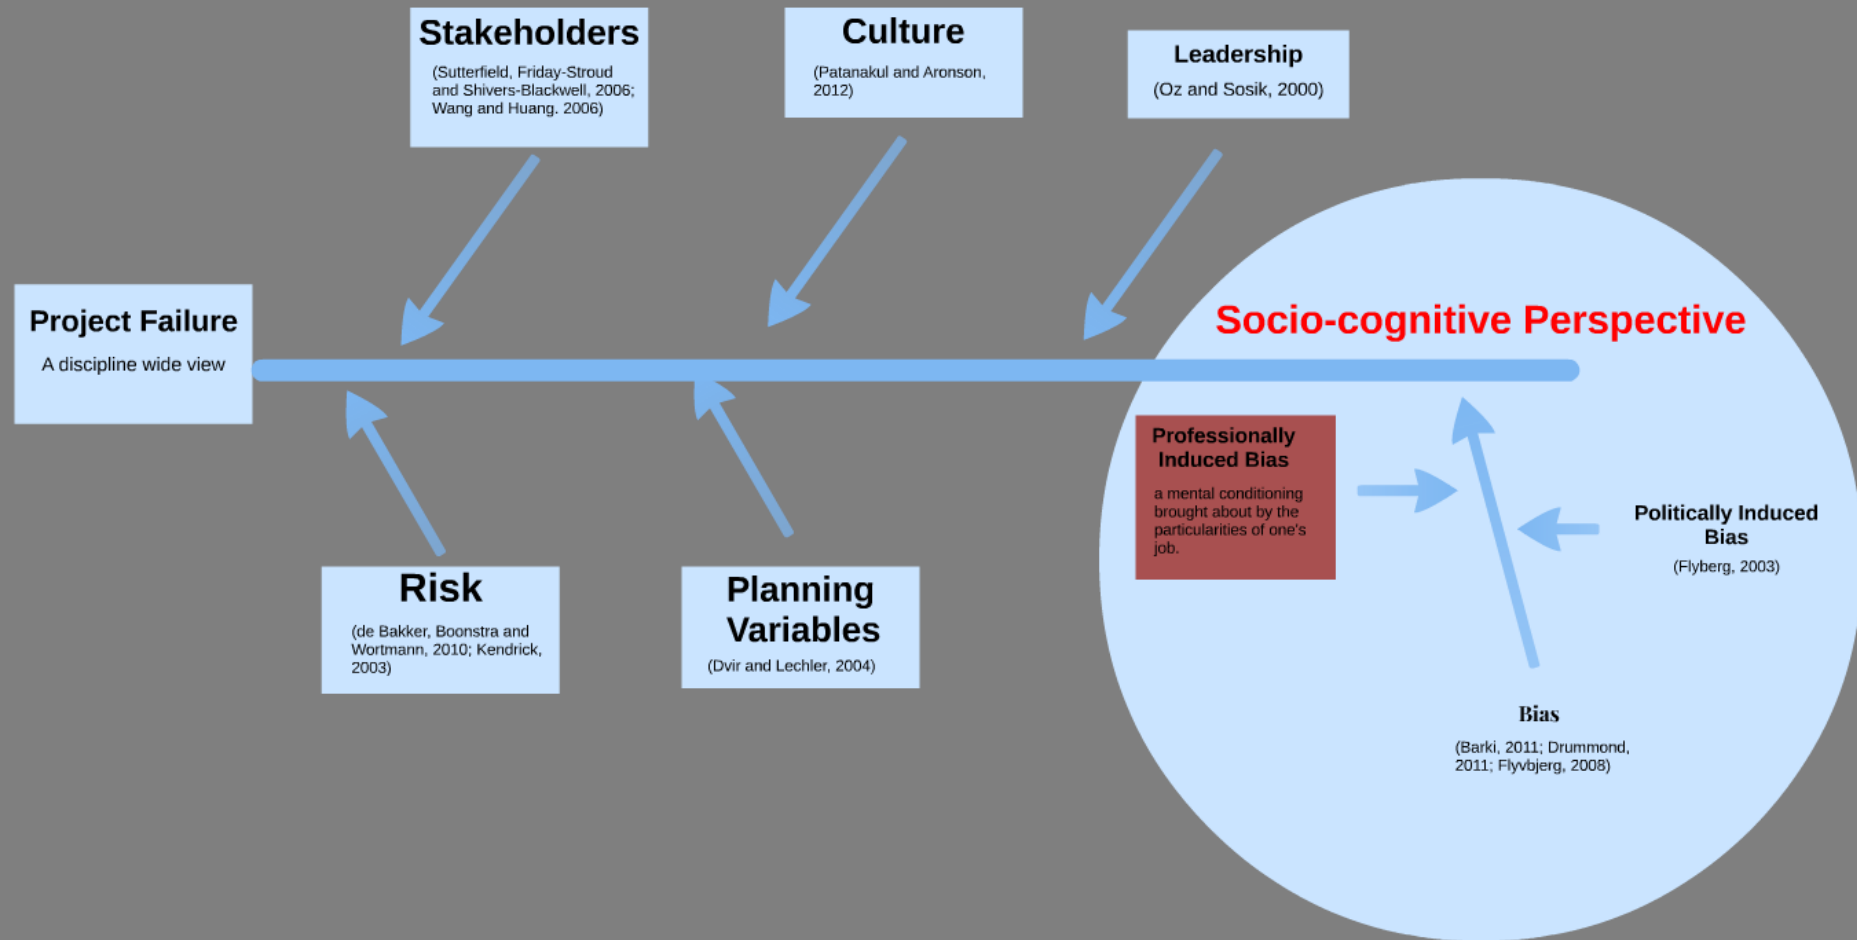 Stakeholders
(Sutterfield, Friday-Stroud
and Shivers-Blackwell, 2006;
Wang and Huang. 2006)
Culture
(Patanakul and Aronson,
2012)
Leadership
(Oz and Sosik, 2000)
Project Failure
A discipline wide view
Socio-cognitive Perspective
Professionally
Induced Bias
a mental conditioning
brought about by the
particularities of one's
job.
Politically Induced
Bias
(Flyberg, 2003)
Risk
(de Bakker, Boonstra and
Wortmann, 2010; Kendrick,
2003)
Planning
Variables
(Dvir and Lechler, 2004)
Bias
(Barki, 2011; Drummond,
2011; Flyvbjerg, 2008)